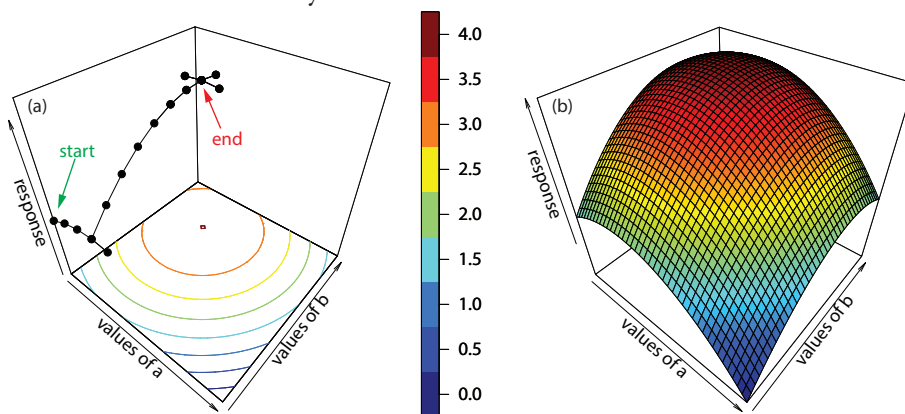 (a)
start
end
response
values of a
values of b
4.0
3.5
3.0
2.5
2.0
1.5
1.0
0.5
0.0
(b)
response
values of a
values of b